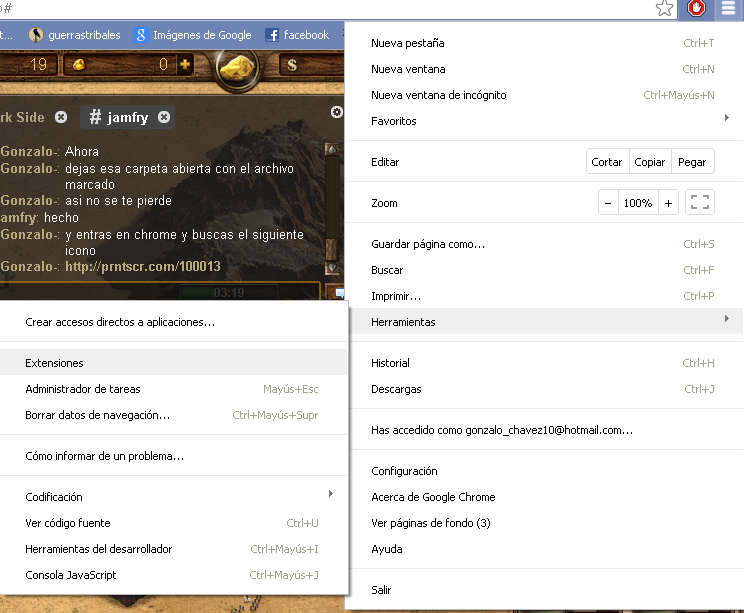 #
guerrastribales
Imágenes de Google
facebook
19
0
$
rk Side
# jamfry
Gonzalo-: Ahora
Gonzalo-: dejas esa carpeta abierta con el archivo
marcado
Gonzalo-: asi no se te pierde
amfry: hecho
Gonzalo-: y entras en chrome y buscas el siguiente
icono
Gonzalo-: http://prntscr.com/100013
03:19
Nueva pestaña Ctrl+T
Nueva ventana Ctrl+N
Nueva ventana de incógnito Ctrl+Mayús+N
Favoritos
Editar Cortar Copiar Pegar
Zoom – 100% +
Guardar página como... Ctrl+S
Buscar Ctrl+F
Imprimir... Ctrl+P
Herramientas
Historial Ctrl+H
Descargas Ctrl+J
Has accedido como gonzalo_chavez10@hotmail.com...
Configuración
Acerca de Google Chrome
Ver páginas de fondo (3)
Ayuda
Salir
Crear accesos directos a aplicaciones...
Extensiones
Administrador de tareas Mayús+Esc
Borrar datos de navegación... Ctrl+Mayús+Supr
Cómo informar de un problema...
Codificación
Ver código fuente Ctrl+U
Herramientas del desarrollador Ctrl+Mayús+I
Consola JavaScript Ctrl+Mayús+J